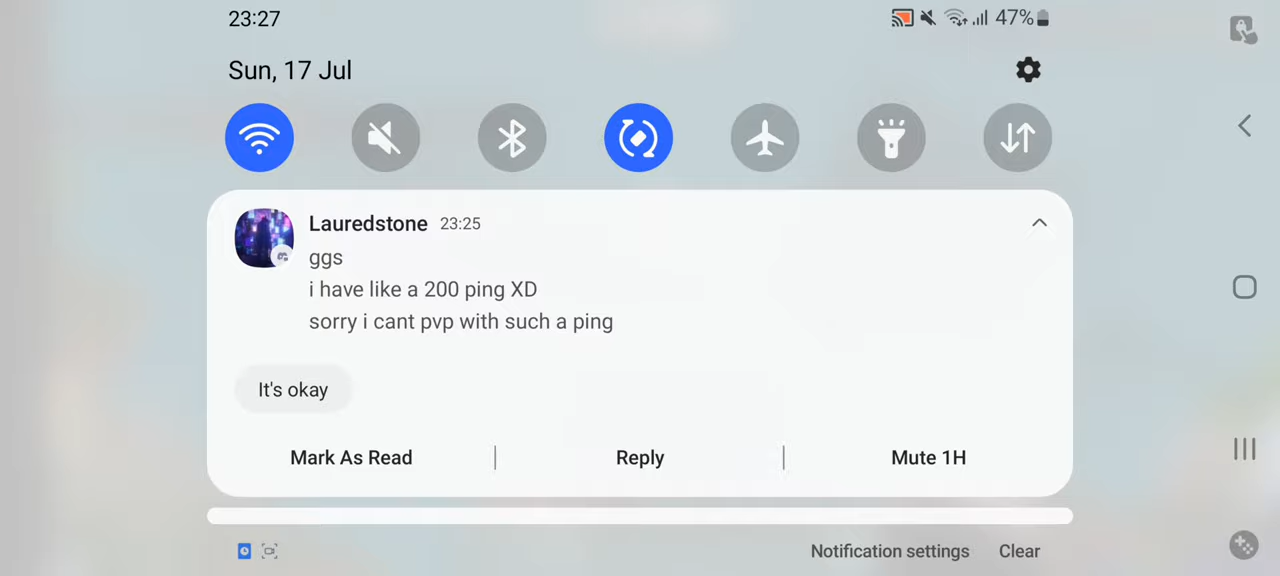 23:27
47%
Sun, 17 Jul
Lauredstone 23:25
ggs
i have like a 200 ping XD
sorry i cant pvp with such a ping
It's okay
Mark As Read
Reply
Mute 1H
Notification settings
Clear